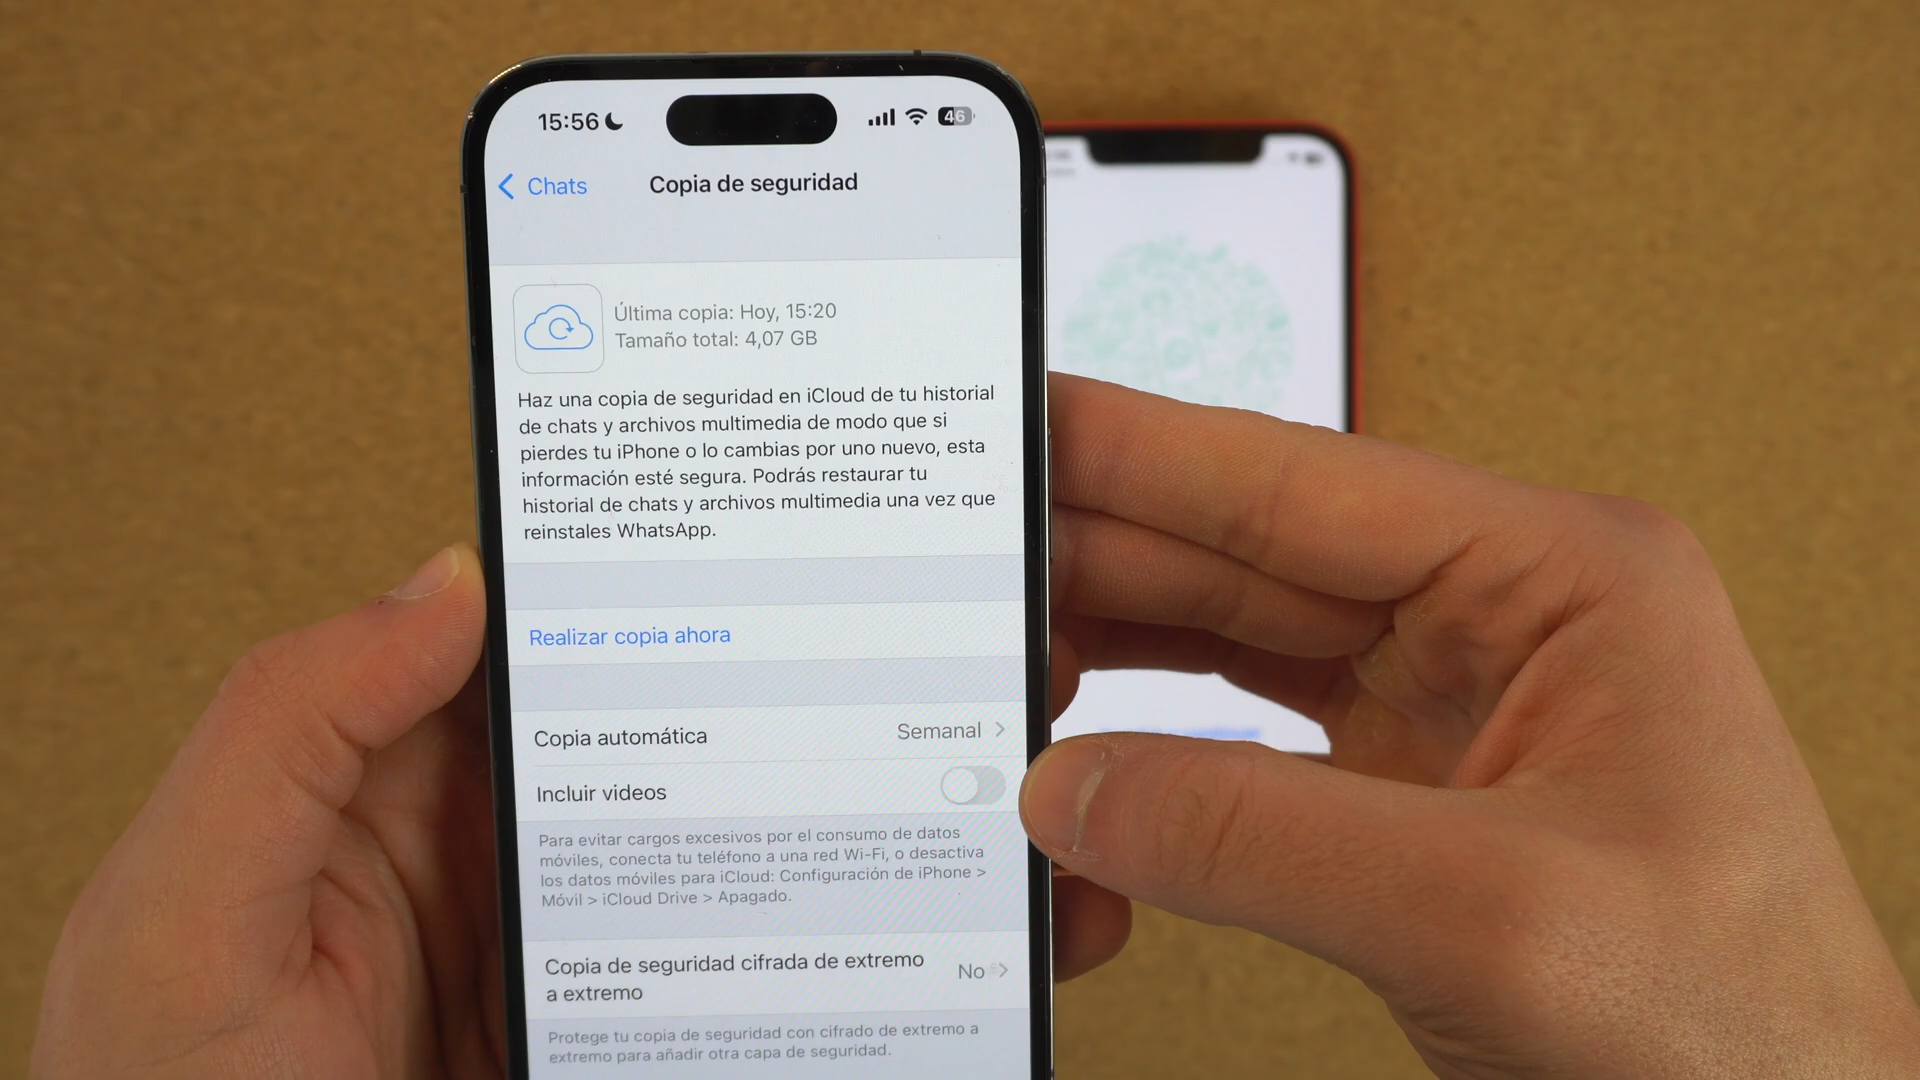 15:56
46
Chats
Copia de seguridad
Última copia: Hoy, 15:20
Tamaño total: 4,07 GB
Haz una copia de seguridad en iCloud de tu historial
de chats y archivos multimedia de modo que si
pierdes tu iPhone o lo cambias por uno nuevo, esta
información esté segura. Podrás restaurar tu
historial de chats y archivos multimedia una vez que
reinstales WhatsApp.
Realizar copia ahora
Copia automática
Semanal
Incluir videos
Para evitar cargos excesivos por el consumo de datos
móviles, conecta tu teléfono a una red Wi-Fi, o desactiva
los datos móviles para iCloud: Configuración de iPhone >
Móvil > iCloud Drive > Apagado.
Copia de seguridad cifrada de extremo
a extremo
No
Protege tu copia de seguridad con cifrado de extremo a
extremo para añadir otra capa de seguridad.